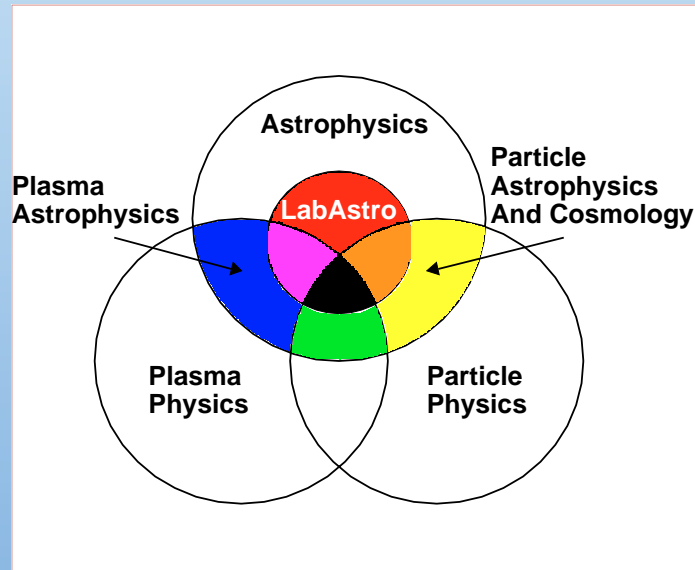 Astrophysics
Plasma
Astrophysics
LabAstro
Particle
Astrophysics
And Cosmology
Plasma
Physics
Particle
Physics